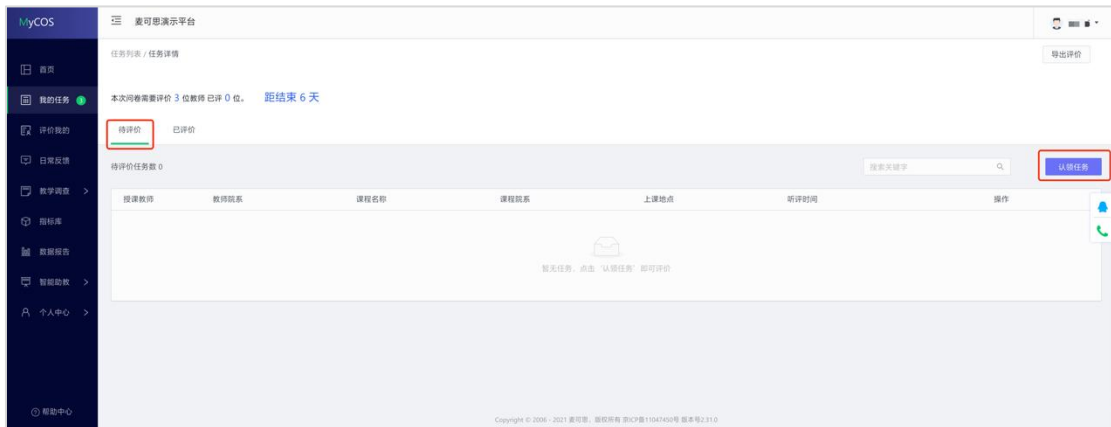 MyCOS
麦可思演示平台
任务列表 / 任务详情
导出评价
首页
我的任务 3
评价我的
日常反馈
教学调查
指标库
数据报告
智能助教
个人中心
帮助中心
本次问卷需要评价 3 位教师 已评 0 位。 距结束 6 天
待评价 已评价
待评价任务数 0
搜索关键字
认领任务
授课教师 教师院系 课程名称 课程院系 上课地点 听评时间 操作
暂无任务，点击‘认领任务’即可评价
Copyright © 2006 - 2021 麦可思，版权所有 京ICP备11047450号 版本号2.31.0